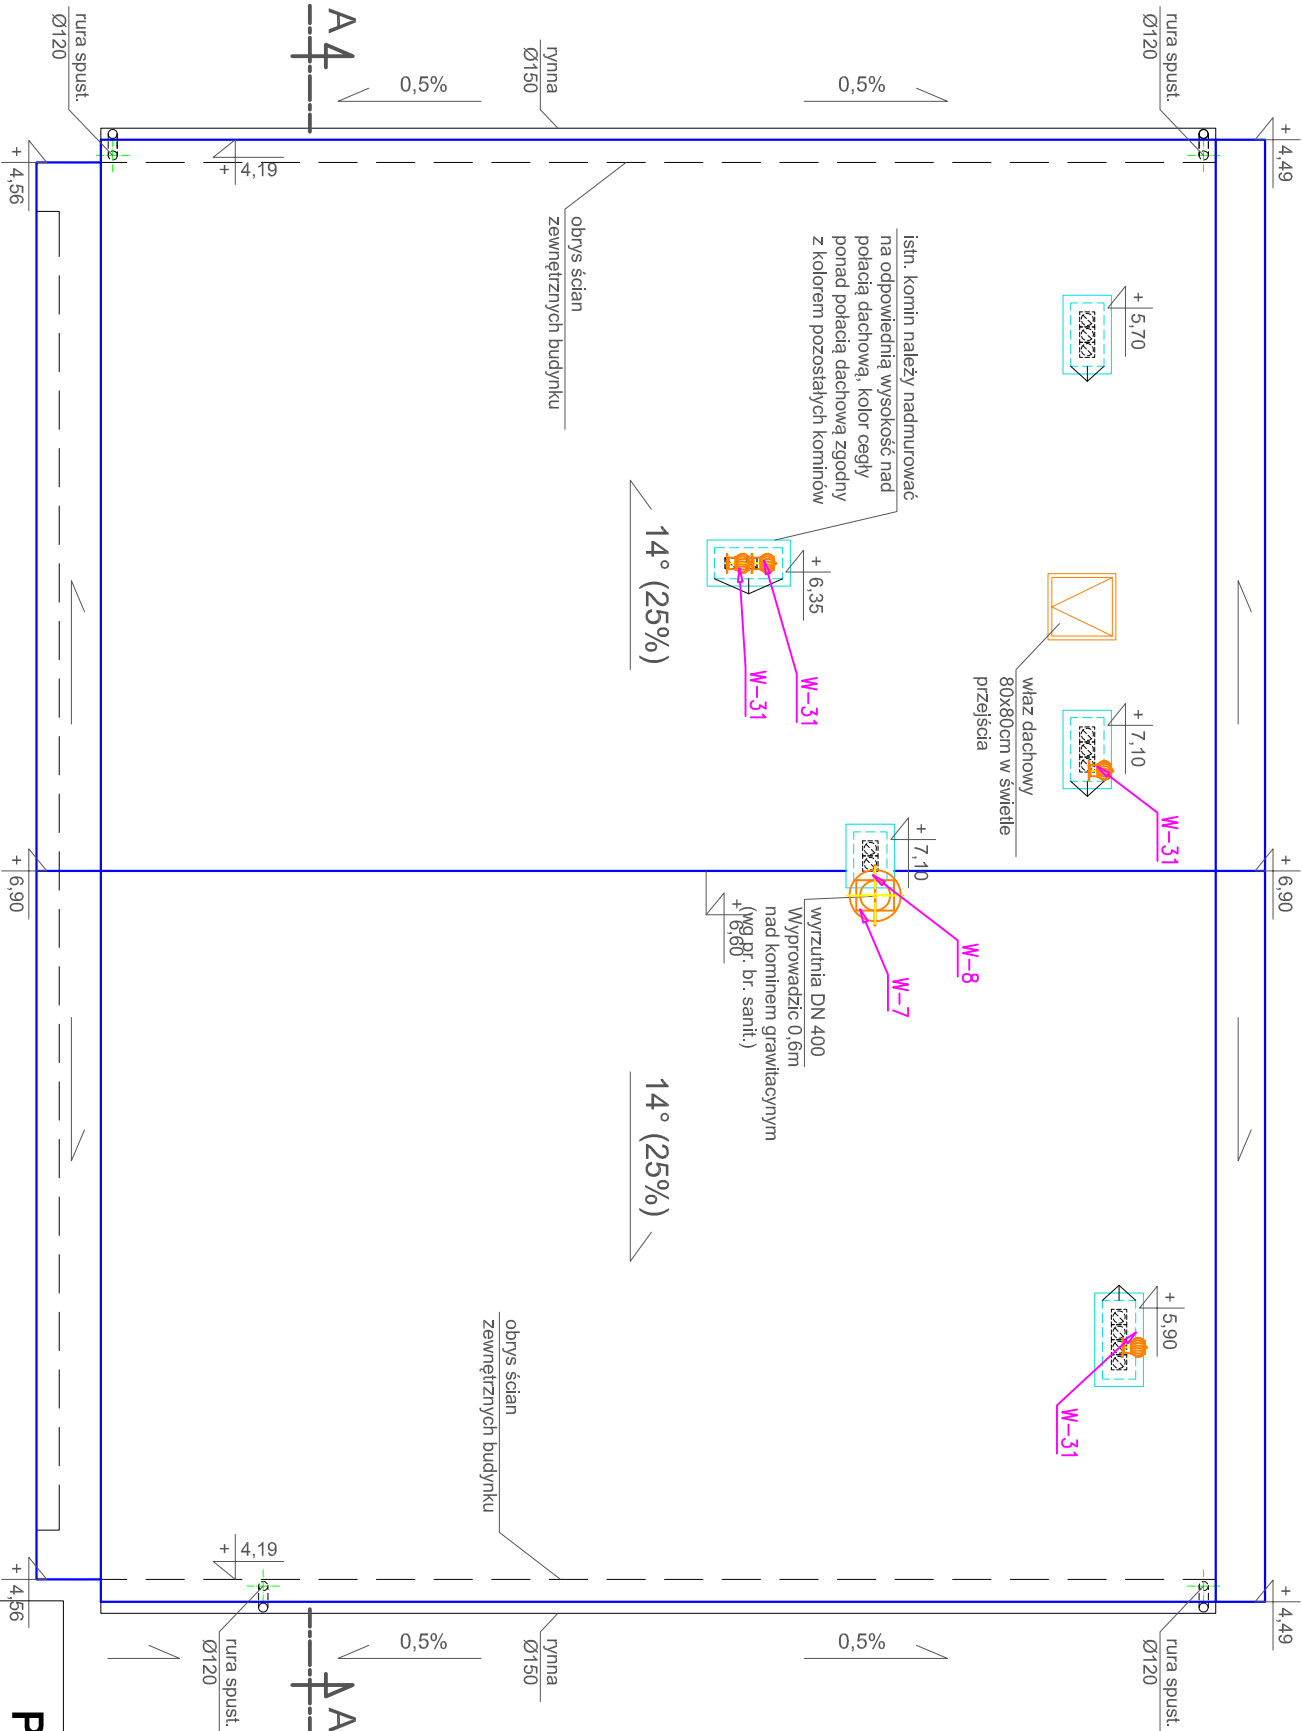 rura spust.
Ø120
A
rynna
Ø150
0,5%
0,5%
rura spust.
Ø120
+ 4,56
+ 4,19
+ 4,49
obrys ścian
zewnętrznych budynku
istn. komin należy nadmurować
na odpowiednią wysokość nad
połacią dachową, kolor cegły
ponad połacią dachową zgodny
z kolorem pozostałych kominów
+ 5,70
14° (25%)
+ 6,35
W-31
W-31
właz dachowy
80x80cm w świetle
przejścia
+ 7,10
W-31
+ 6,90
+ 7,10
+ 6,90
+ 6,60
wyrzutnia DN 400
Wyprowadzic 0,6m
nad kominem grawitacynym
(wg pr. br. sanit.)
W-8
W-7
14° (25%)
+ 5,90
W-31
obrys ścian
zewnętrznych budynku
+ 4,19
+ 4,56
+ 4,49
rura spust.
Ø120
A
rynna
Ø150
0,5%
0,5%
rura spust.
Ø120
P